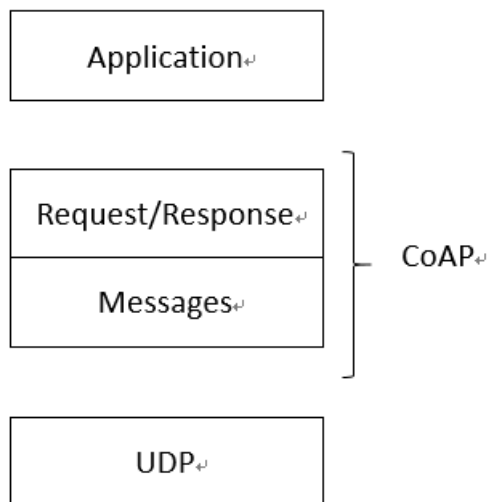 Application
Request/Response
Messages
CoAP
UDP